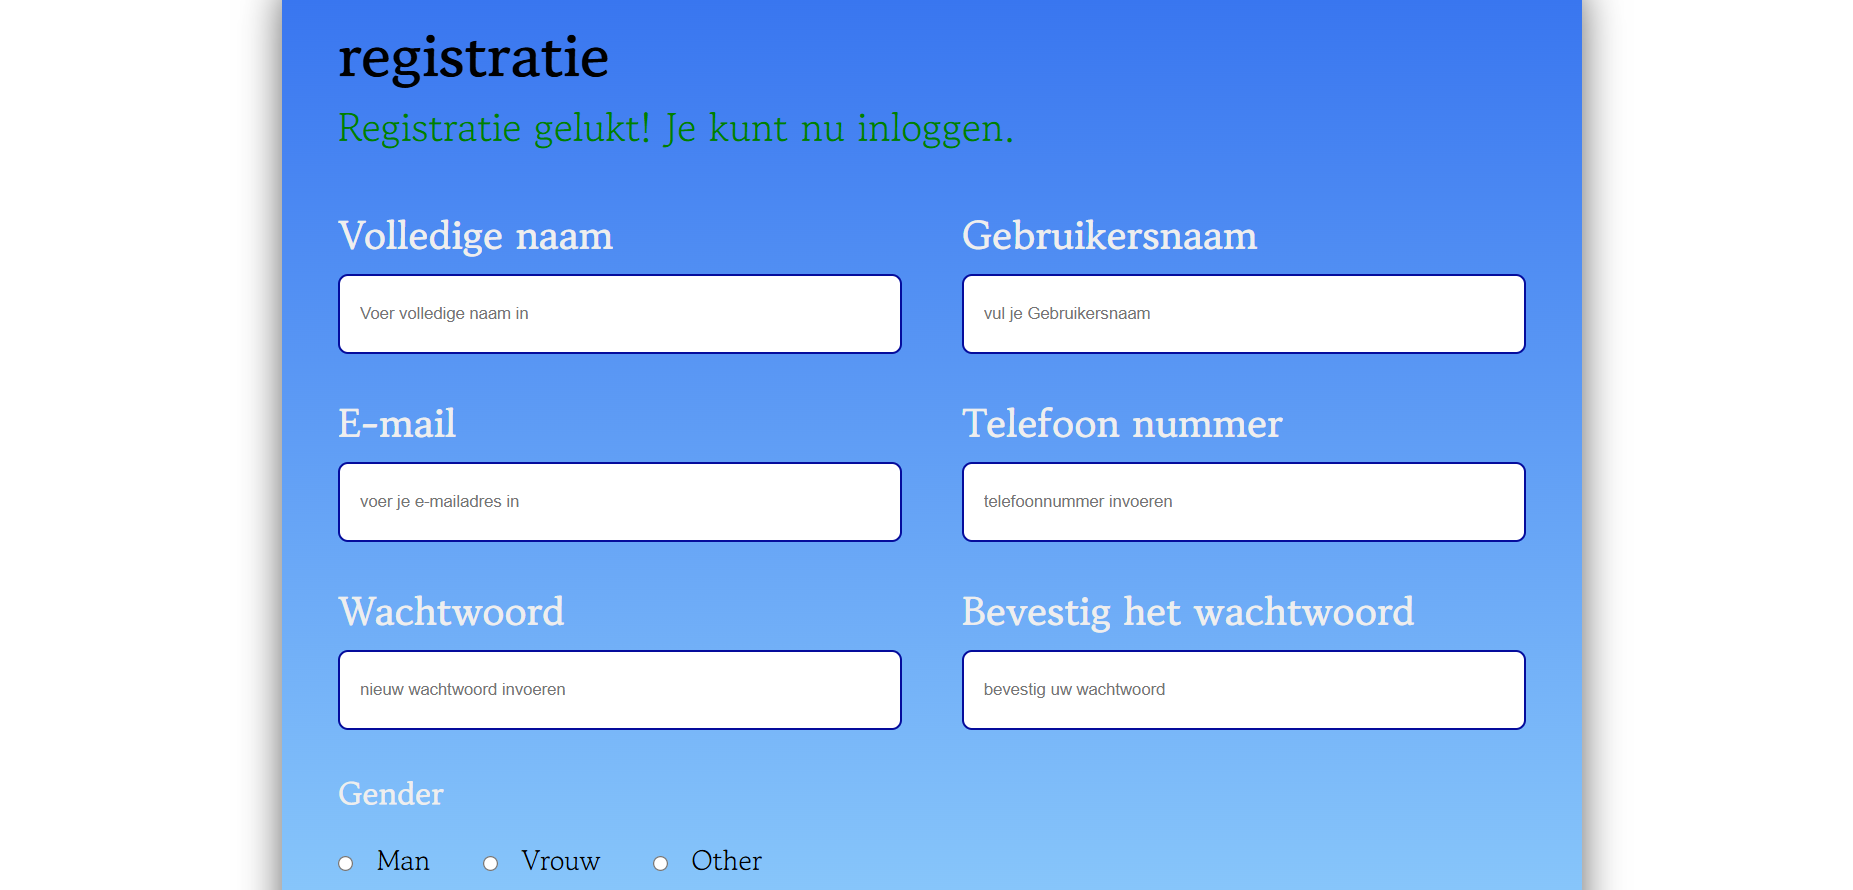 registratie
Registratie gelukt! Je kunt nu inloggen.
Volledige naam
Gebruikersnaam
Voer volledige naam in
vul je Gebruikersnaam
E-mail
Telefoon nummer
voer je e-mailadres in
telefoonnummer invoeren
Wachtwoord
Bevestig het wachtwoord
nieuw wachtwoord invoeren
bevestig uw wachtwoord
Gender
Man Vrouw Other